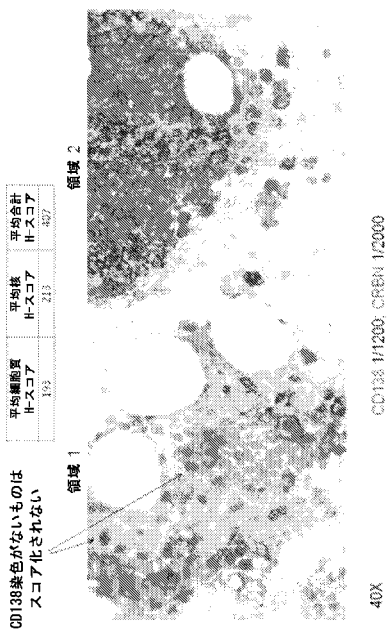 CD138染色がないものは
スコア化されない
平均細胞質
H-スコア
平均核
H-スコア
平均合計
H-スコア
213
407
領域 1
領域 2
40X
CD138 1/1200; CRBN 1/2000